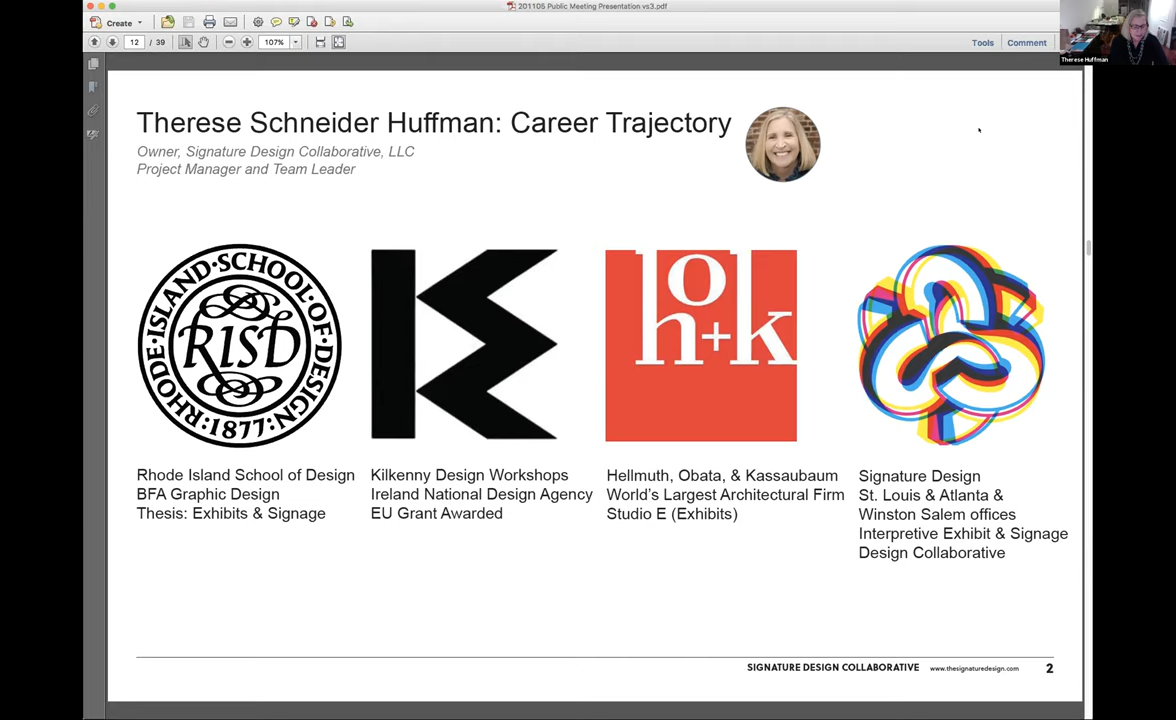 201105 Public Meeting Presentation vs3.pdf
Create
12 / 39
107%
Tools
Comment
Therese Huffman
Therese Schneider Huffman: Career Trajectory
Owner, Signature Design Collaborative, LLC
Project Manager and Team Leader
RHODE·ISLAND·SCHOOL·OF·DESIGN·
RISD
:1877:
K
ho
h+k
Rhode Island School of Design
BFA Graphic Design
Thesis: Exhibits & Signage
Kilkenny Design Workshops
Ireland National Design Agency
EU Grant Awarded
Hellmuth, Obata, & Kassaubaum
World's Largest Architectural Firm
Studio E (Exhibits)
Signature Design
St. Louis & Atlanta &
Winston Salem offices
Interpretive Exhibit & Signage
Design Collaborative
SIGNATURE DESIGN COLLABORATIVE www.thesignaturedesign.com 2